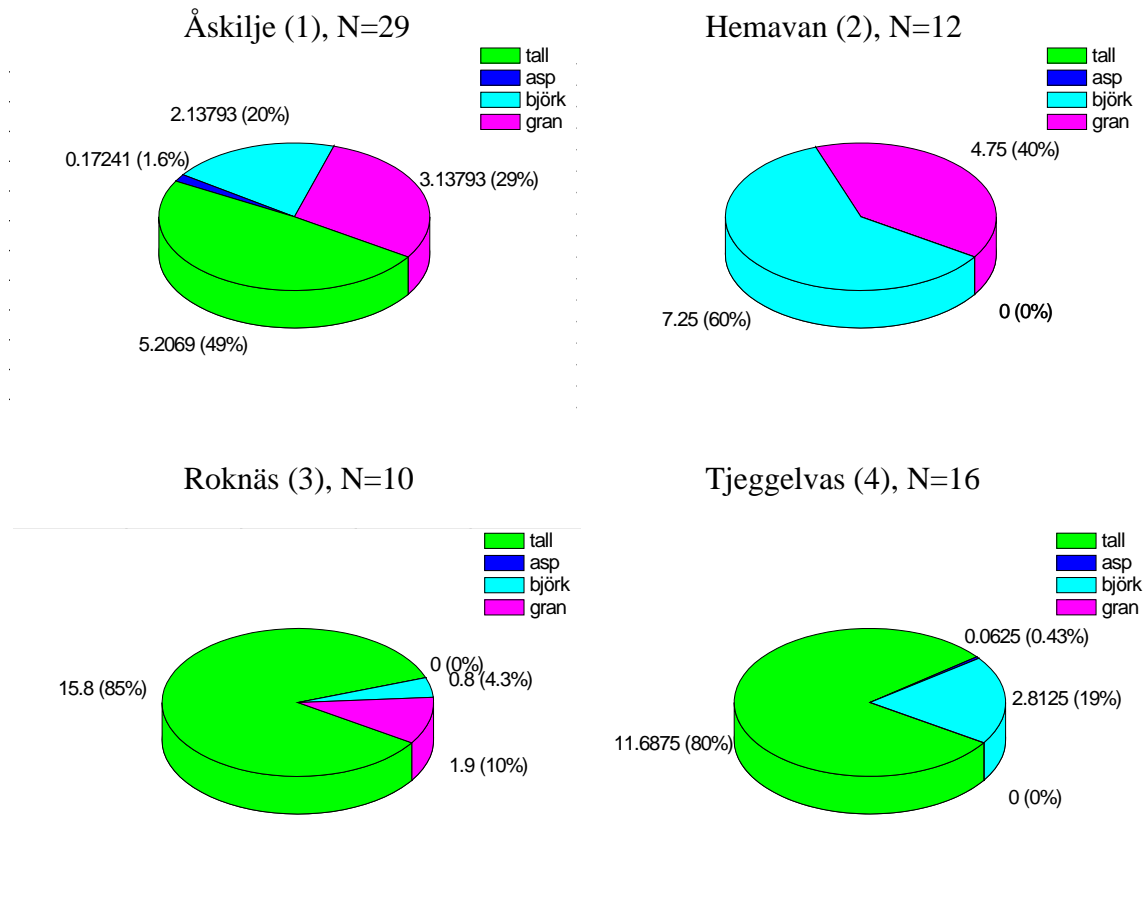 Åskilje (1), N=29
tall
asp
björk
gran
2.13793 (20%)
0.17241 (1.6%)
3.13793 (29%)
5.2069 (49%)
Hemavan (2), N=12
tall
asp
björk
gran
4.75 (40%)
7.25 (60%)
0 (0%)
Roknäs (3), N=10
tall
asp
björk
gran
0 (0%)
0.8 (4.3%)
15.8 (85%)
1.9 (10%)
Tjeggelvas (4), N=16
tall
asp
björk
gran
0.0625 (0.43%)
2.8125 (19%)
11.6875 (80%)
0 (0%)